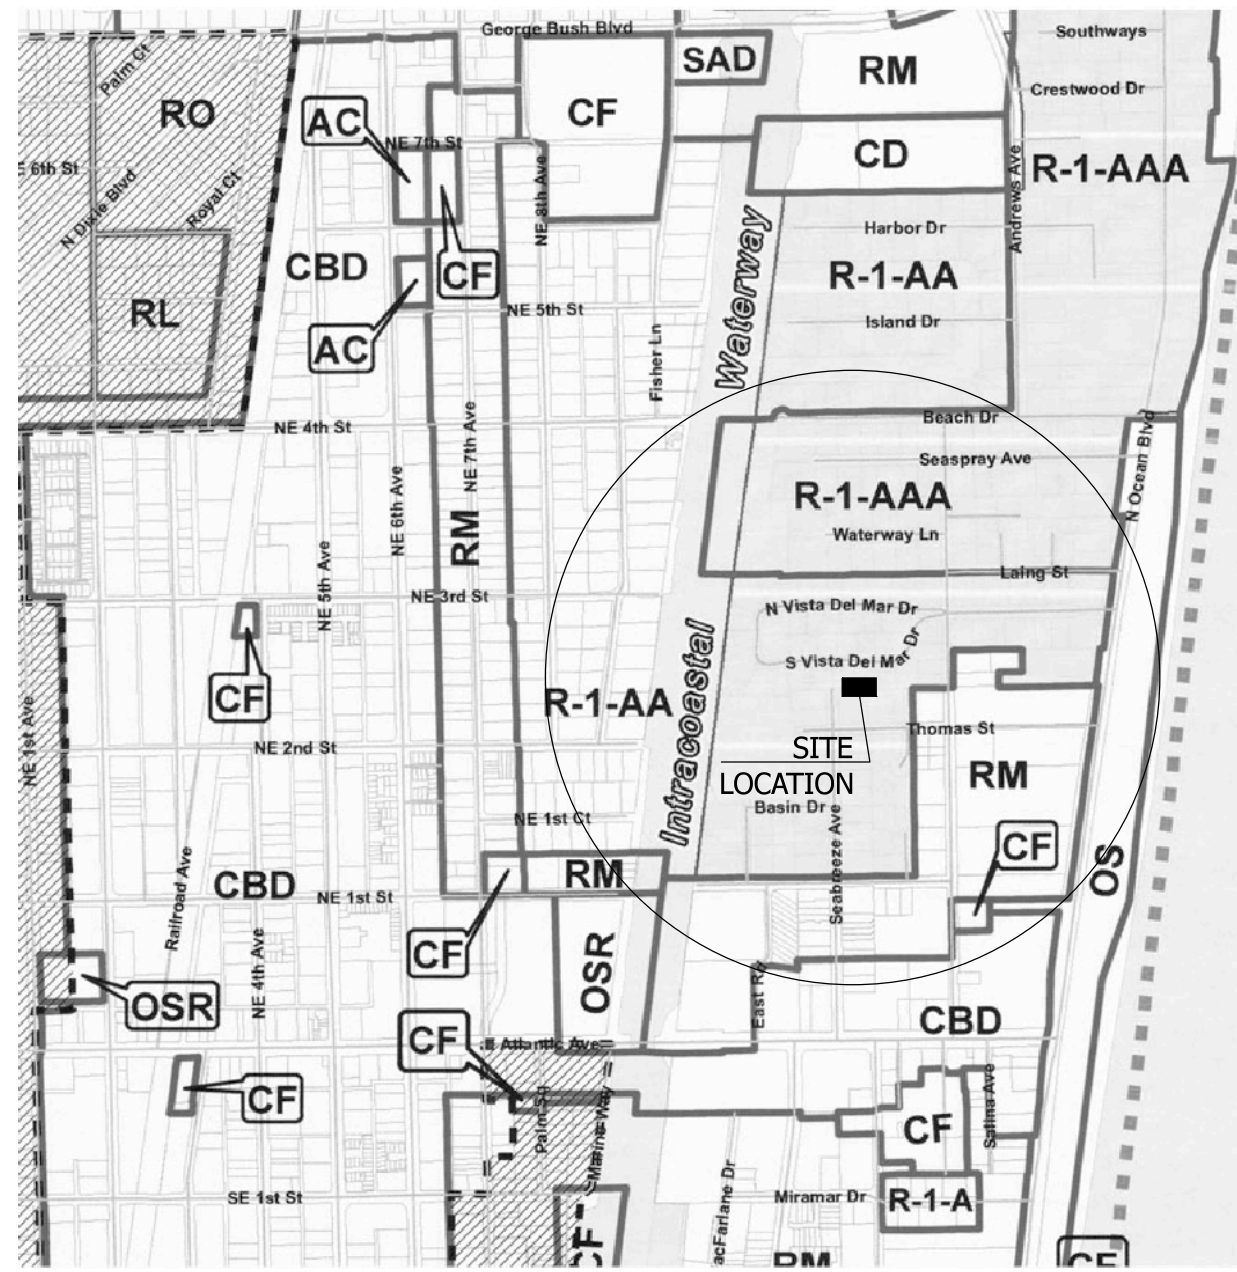 George Bush Blvd
Southways
SAD
RM
Palm Ct
Crestwood Dr
RO
AC
CF
NE 7th St
CD
6th St
R-1-AAA
Andrews Ave
NE 8th Ave
Royal Ct
N Dixie Blvd
Harbor Dr
CBD
CF
R-1-AA
Waterway
RL
NE 5th St
Island Dr
AC
Fisher Ln
NE 4th St
NE 7th Ave
Beach Dr
N Ocean Blvd
Seaspray Ave
R-1-AAA
NE 6th Ave
RM
Waterway Ln
NE 5th Ave
Laing St
NE 3rd St
N Vista Del Mar Dr
Intracoastal
S Vista Del Mar Dr
CF
R-1-AA
NE 1st Ave
Thomas St
NE 2nd St
SITE
LOCATION
RM
Basin Dr
NE 1st Ct
Seabreeze Ave
CF
RM
OS
CBD
NE 1st St
Railroad Ave
CF
OSR
NE 4th Ave
OSR
East Rd
CBD
CF
Atlantic Ave
CF
Palm Sq
Marine Way
CF
Salina Ave
SE 1st St
acFarlane Dr
Miramar Dr
R-1-A
CF
RM
CF